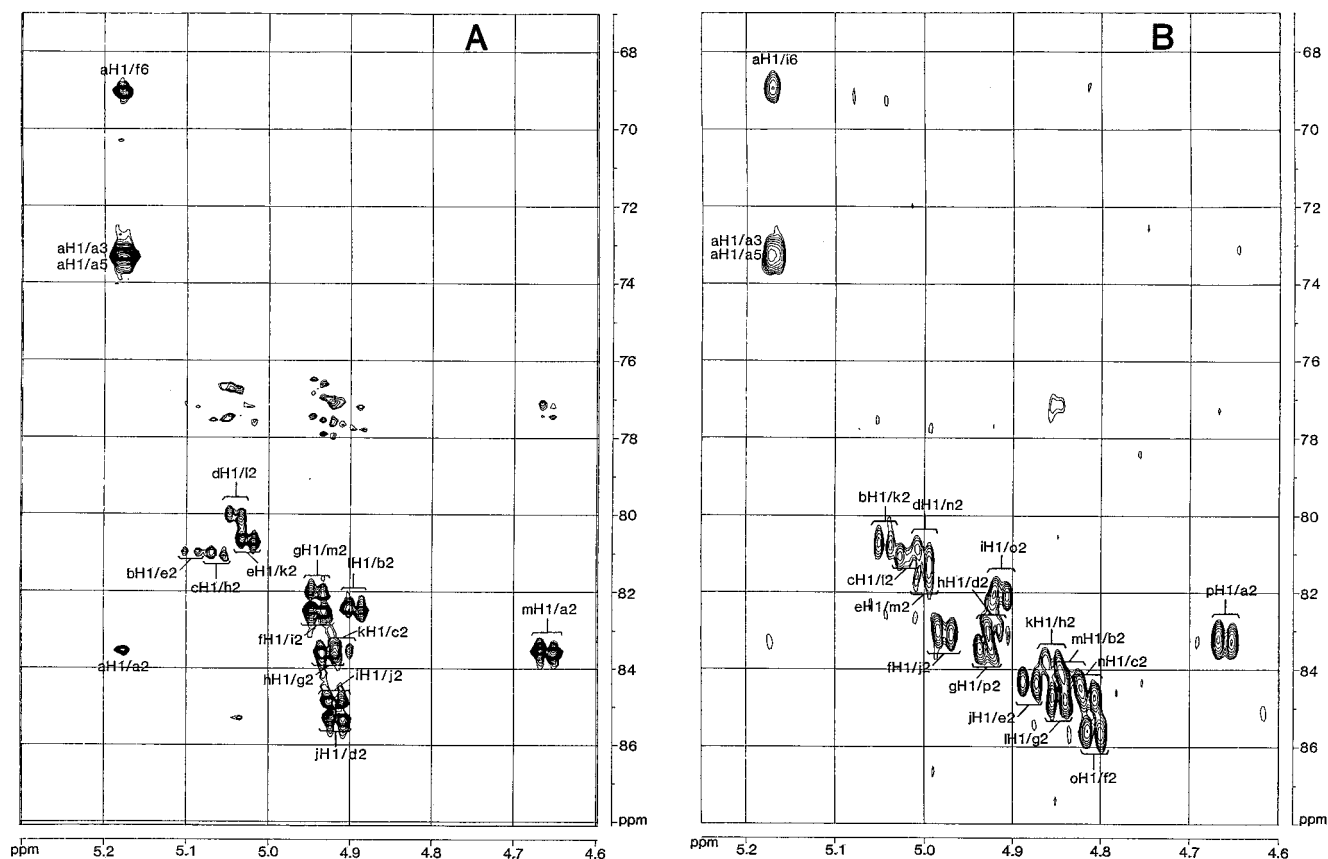 A
aH1/f6
68
70
72
aH1/a3
aH1/a5
74
76
78
dH1/l2
80
bH1/e2
cH1/h2
eH1/k2
gH1/m2
lH1/b2
82
mH1/a2
fH1/i2
kH1/c2
aH1/a2
84
hH1/g2
iH1/j2
jH1/d2
86
ppm
ppm
5.2
5.1
5.0
4.9
4.8
4.7
4.6
B
aH1/i6
68
70
72
aH1/a3
aH1/a5
74
76
78
bH1/k2
dH1/n2
80
iH1/o2
cH1/l2
hH1/d2
eH1/m2
pH1/a2
82
kH1/h2
mH1/b2
fH1/j2
nH1/c2
gH1/p2
84
jH1/e2
lH1/g2
oH1/f2
86
ppm
ppm
5.2
5.1
5.0
4.9
4.8
4.7
4.6